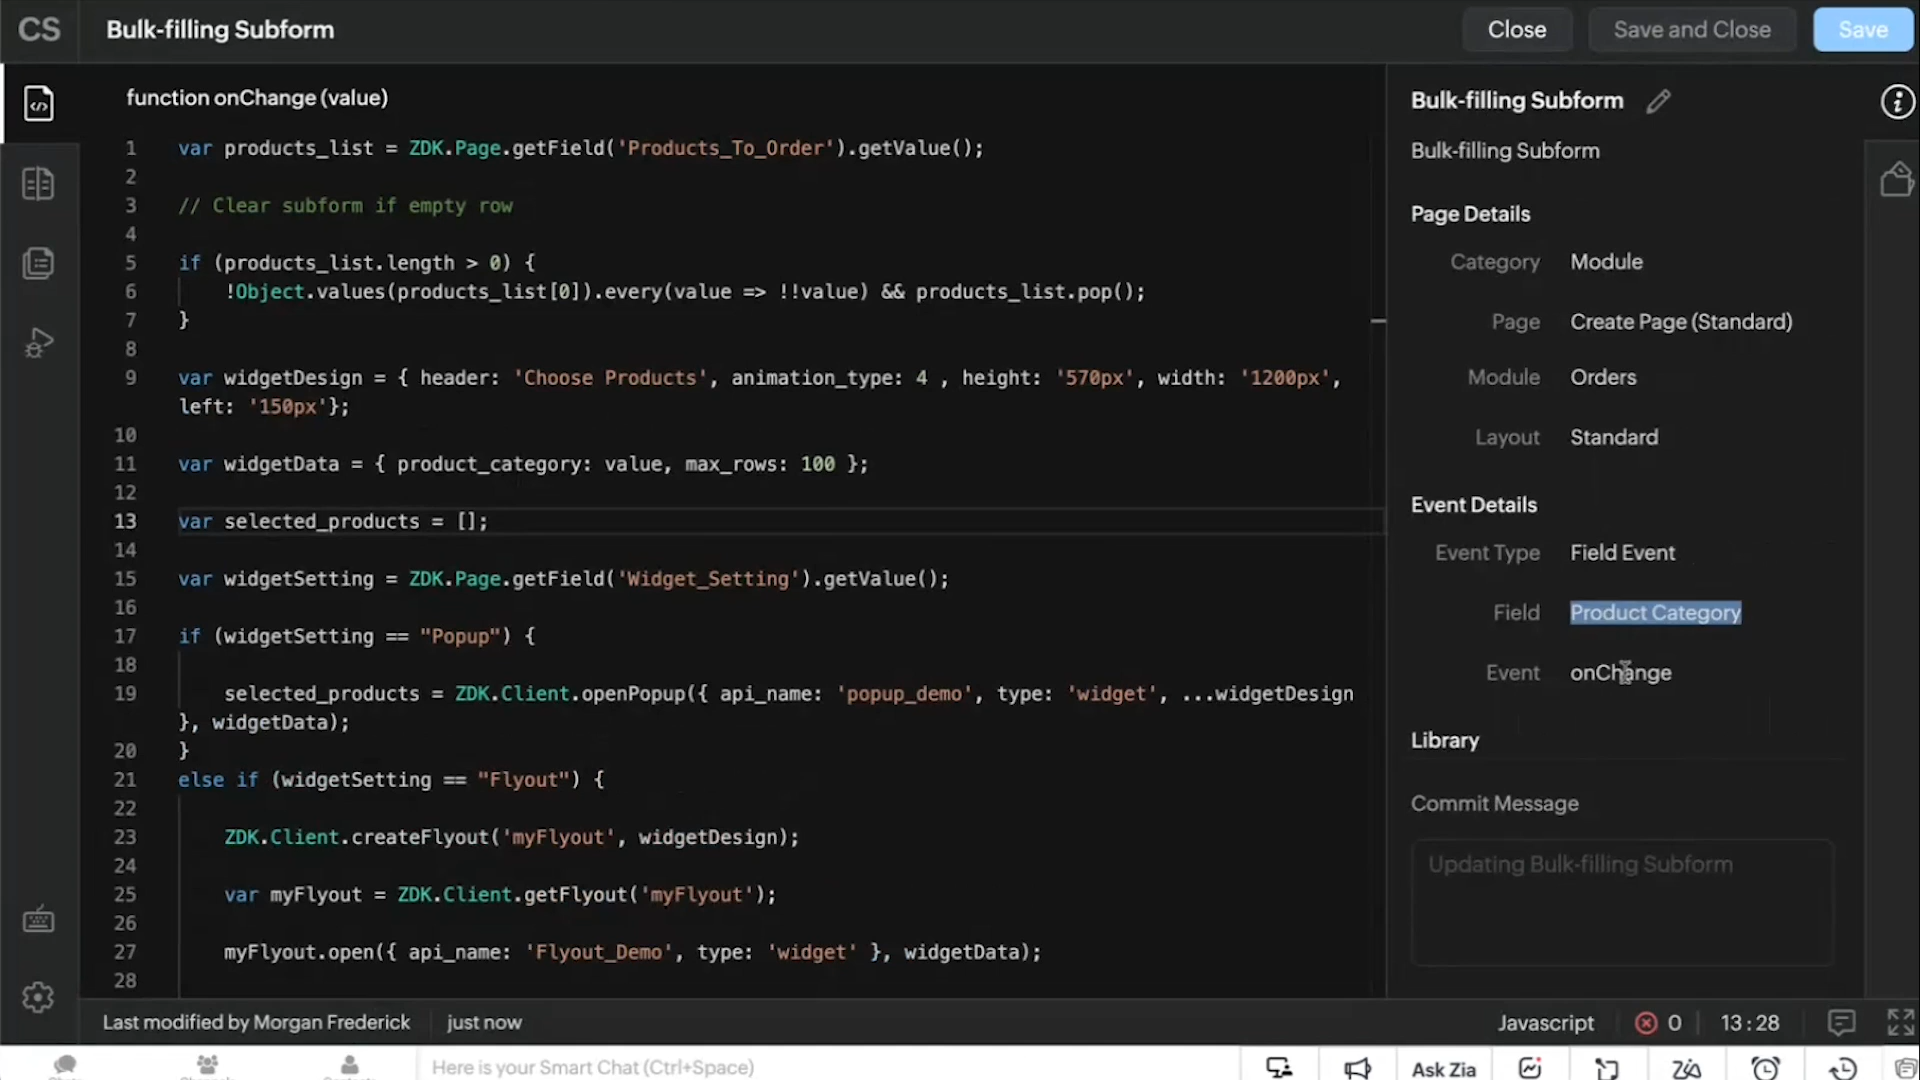 CS
Bulk-filling Subform
Close
Save and Close
Save
function onChange (value)
1 var products_list = ZDK.Page.getField('Products_To_Order').getValue();
2
3 // Clear subform if empty row
4
5 if (products_list.length > 0) {
6 !Object.values(products_list[0]).every(value => !!value) && products_list.pop();
7 }
8
9 var widgetDesign = { header: 'Choose Products', animation_type: 4 , height: '570px', width: '1200px',
left: '150px'};
10
11 var widgetData = { product_category: value, max_rows: 100 };
12
13 var selected_products = [];
14
15 var widgetSetting = ZDK.Page.getField('Widget_Setting').getValue();
16
17 if (widgetSetting == "Popup") {
18
19 selected_products = ZDK.Client.openPopup({ api_name: 'popup_demo', type: 'widget', ...widgetDesign
}, widgetData);
20 }
21 else if (widgetSetting == "Flyout") {
22
23 ZDK.Client.createFlyout('myFlyout', widgetDesign);
24
25 var myFlyout = ZDK.Client.getFlyout('myFlyout');
26
27 myFlyout.open({ api_name: 'Flyout_Demo', type: 'widget' }, widgetData);
28
Bulk-filling Subform
Bulk-filling Subform
Page Details
Category Module
Page Create Page (Standard)
Module Orders
Layout Standard
Event Details
Event Type Field Event
Field Product Category
Event onChange
Library
Commit Message
Updating Bulk-filling Subform
Last modified by Morgan Frederick just now
Javascript 0 13:28
Here is your Smart Chat (Ctrl+Space)
Ask Zia